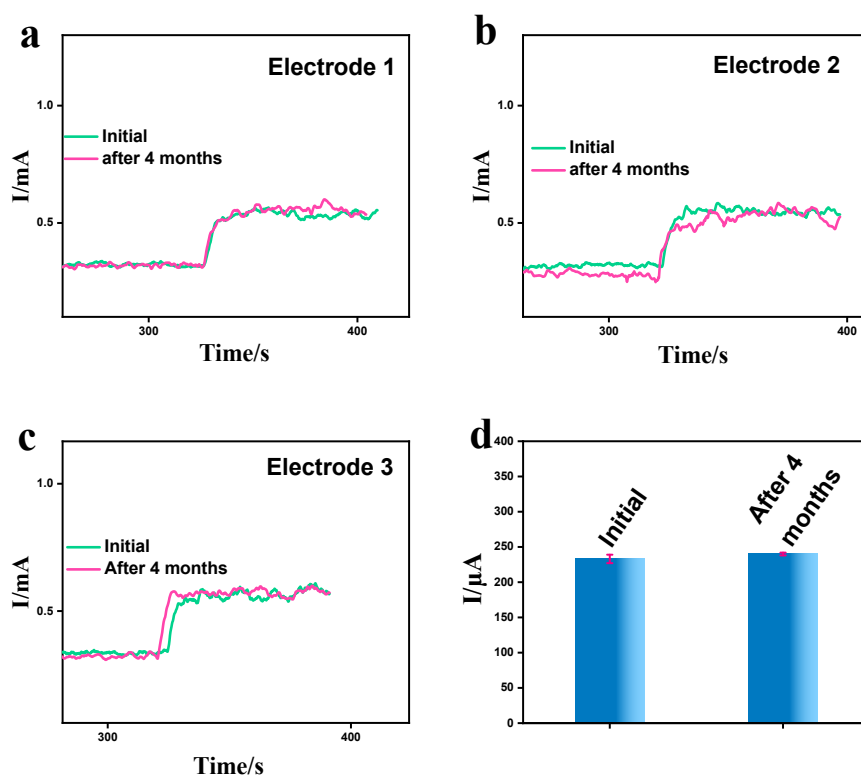 a
Electrode 1
1.0
Initial
after 4 months
I/mA
0.5
300
400
Time/s
b
Electrode 2
1.0
Initial
after 4 months
I/mA
0.5
300
400
Time/s
c
Electrode 3
1.0
Initial
After 4 months
I/mA
0.5
300
400
Time/s
d
400
350
300
250
200
150
100
50
0
I/μA
Initial
After 4
months